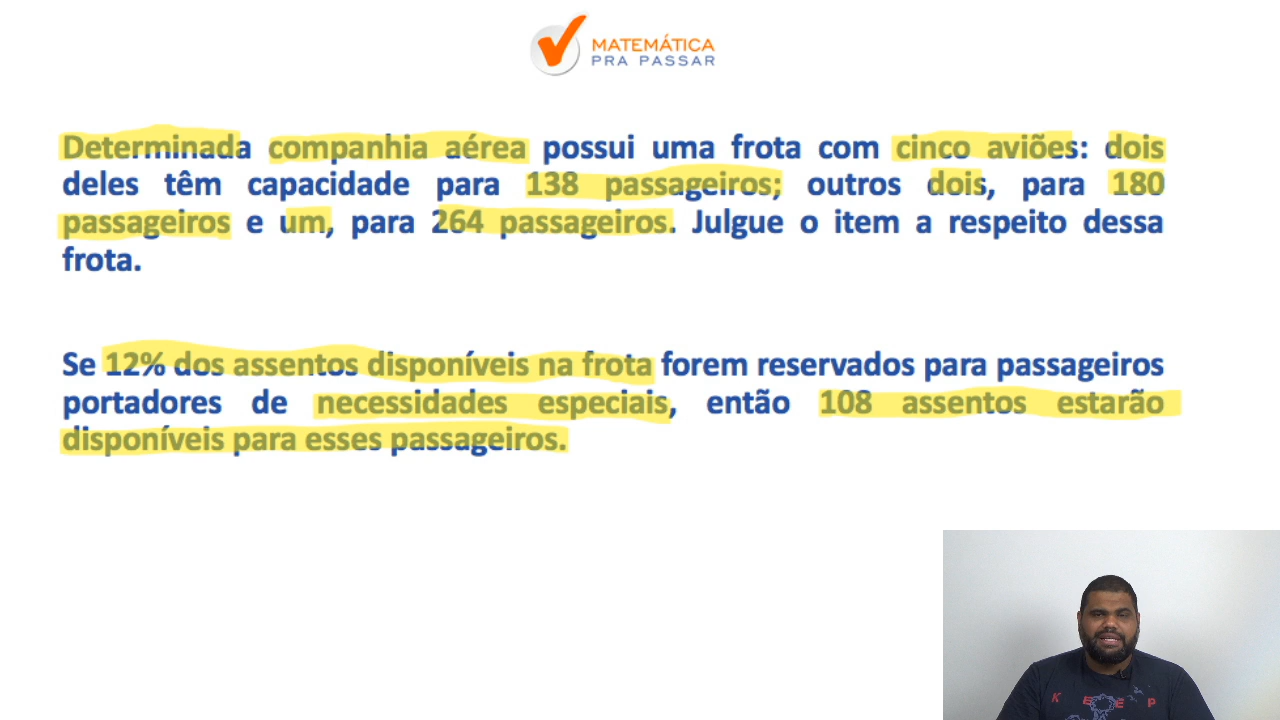 MATEMÁTICA
PRA PASSAR
Determinada companhia aérea possui uma frota com cinco aviões: dois
deles têm capacidade para 138 passageiros; outros dois, para 180
passageiros e um, para 264 passageiros. Julgue o item a respeito dessa
frota.
Se 12% dos assentos disponíveis na frota forem reservados para passageiros
portadores de necessidades especiais, então 108 assentos estarão
disponíveis para esses passageiros.
K E E P